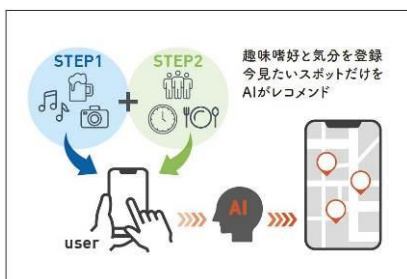 STEP1
STEP2
趣味嗜好と気分を登録
今見たいスポットだけを
AIがレコメンド
user
AI